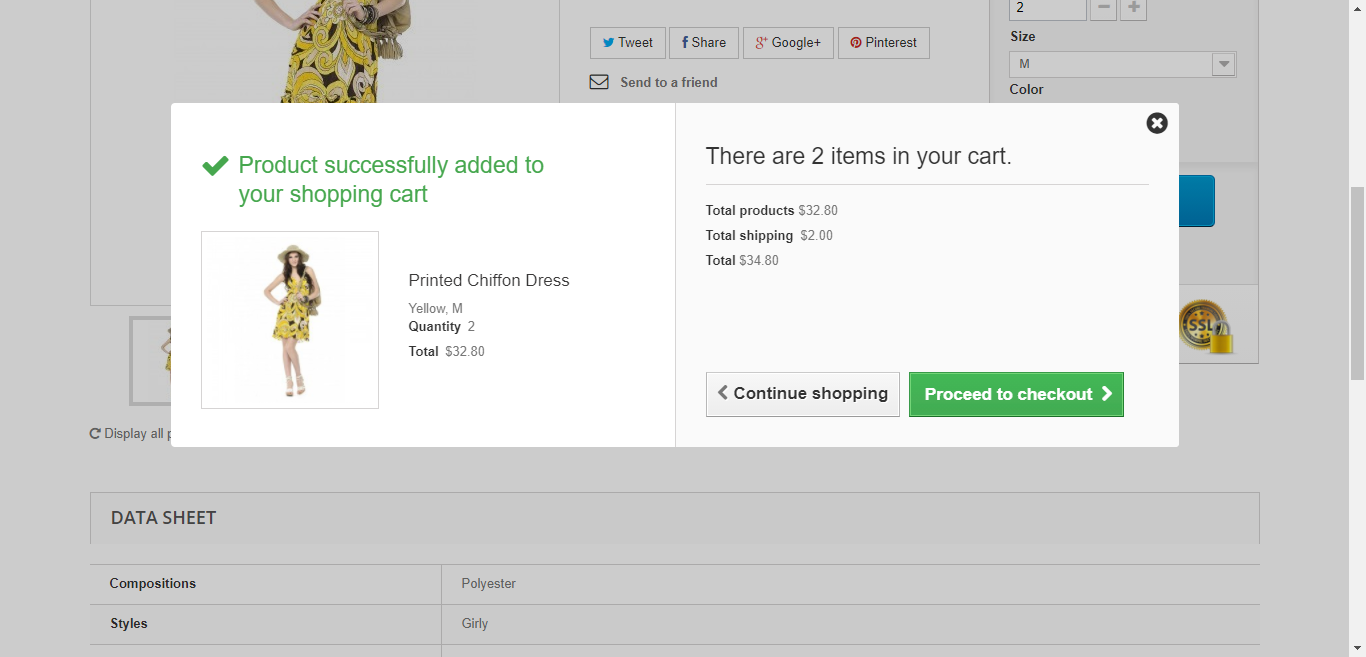 2
Tweet
Share
Google+
Pinterest
Size
M
Send to a friend
Color
Product successfully added to
your shopping cart
Printed Chiffon Dress
Yellow, M
Quantity 2
Total $32.80
There are 2 items in your cart.
Total products $32.80
Total shipping $2.00
Total $34.80
Continue shopping
Proceed to checkout
SSL
Display all
DATA SHEET
Compositions Polyester
Styles Girly